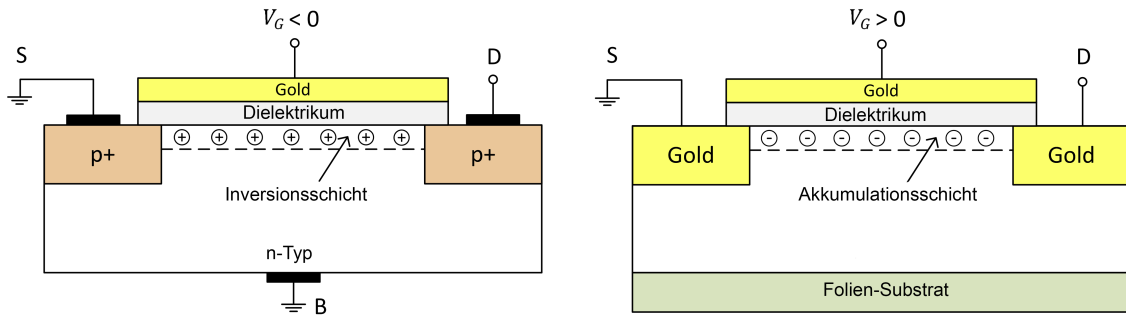 V_G < 0
S
D
Gold
Dielektrikum
+ + + + + + +
p+
p+
Inversionsschicht
n-Typ
B
V_G > 0
S
D
Gold
Dielektrikum
- - - - - - -
Gold
Gold
Akkumulationsschicht
Folien-Substrat